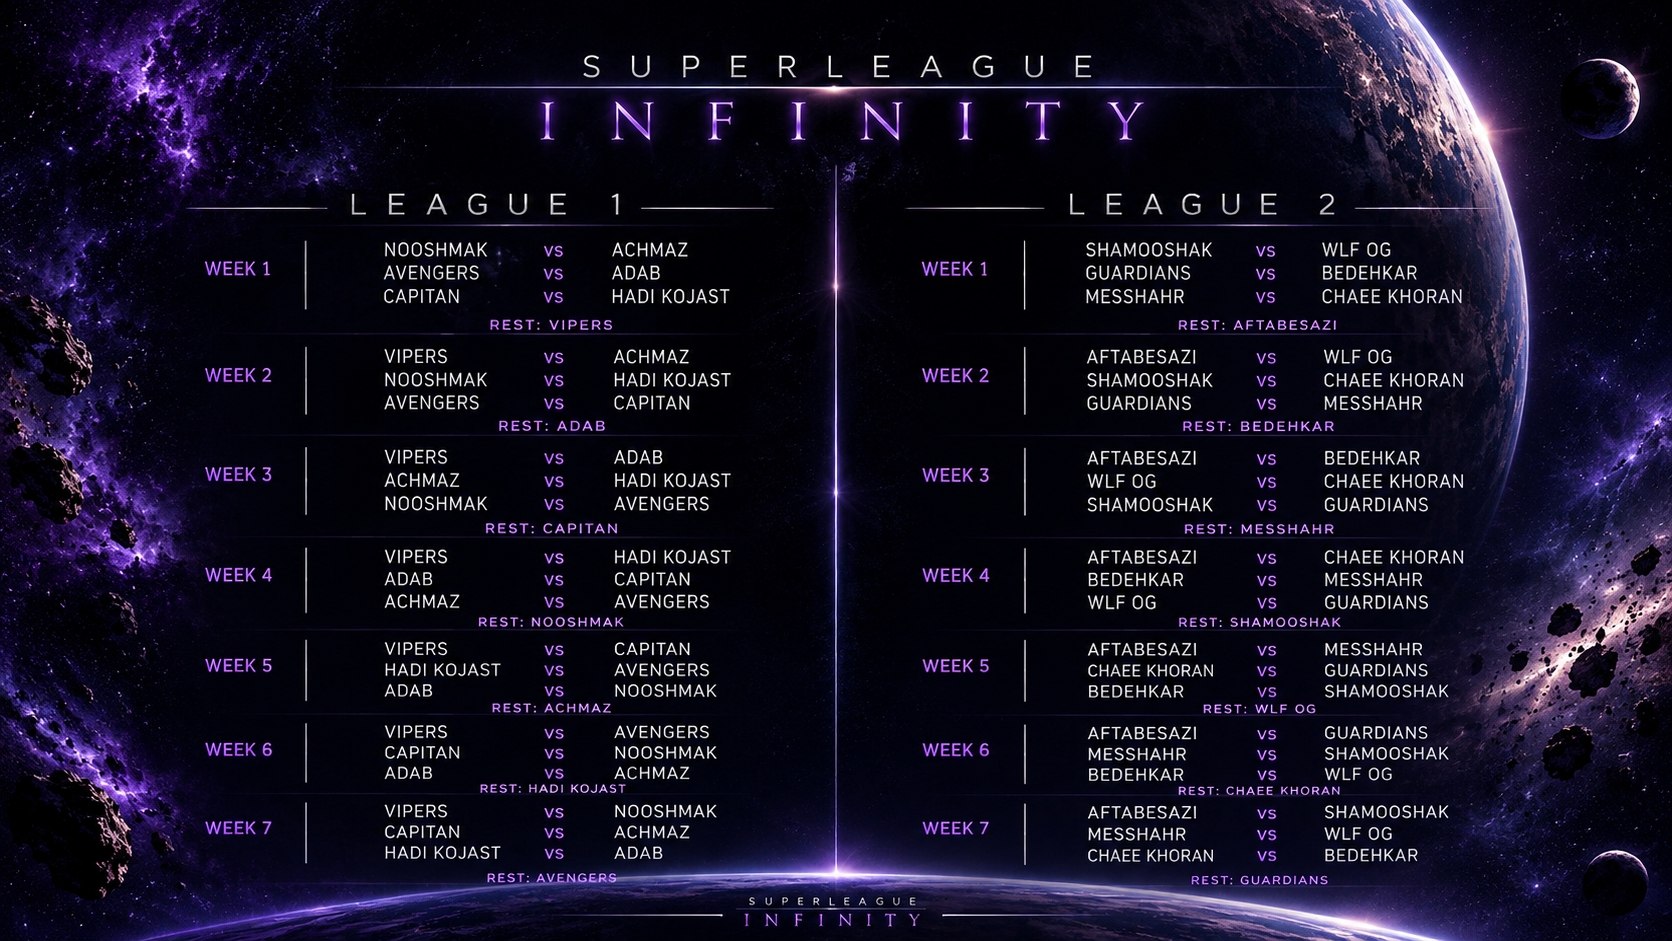 SUPERLEAGUE
INFINITY
LEAGUE 1
WEEK 1
NOOSHMAK VS ACHMAZ
AVENGERS VS ADAB
CAPITAN VS HADI KOJAST
REST: VIPERS
WEEK 2
VIPERS VS ACHMAZ
NOOSHMAK VS HADI KOJAST
AVENGERS VS CAPITAN
REST: ADAB
WEEK 3
VIPERS VS ADAB
ACHMAZ VS HADI KOJAST
NOOSHMAK VS AVENGERS
REST: CAPITAN
WEEK 4
VIPERS VS HADI KOJAST
ADAB VS CAPITAN
ACHMAZ VS AVENGERS
REST: NOOSHMAK
WEEK 5
VIPERS VS CAPITAN
HADI KOJAST VS AVENGERS
ADAB VS NOOSHMAK
REST: ACHMAZ
WEEK 6
VIPERS VS AVENGERS
CAPITAN VS NOOSHMAK
ADAB VS ACHMAZ
REST: HADI KOJAST
WEEK 7
VIPERS VS NOOSHMAK
CAPITAN VS ACHMAZ
HADI KOJAST VS ADAB
REST: AVENGERS
LEAGUE 2
WEEK 1
SHAMOOSHAK VS WLF OG
GUARDIANS VS BEDEHKAR
MESSHAHR VS CHAEE KHORAN
REST: AFTABESAZI
WEEK 2
AFTABESAZI VS WLF OG
SHAMOOSHAK VS CHAEE KHORAN
GUARDIANS VS MESSHAHR
REST: BEDEHKAR
WEEK 3
AFTABESAZI VS BEDEHKAR
WLF OG VS CHAEE KHORAN
SHAMOOSHAK VS GUARDIANS
REST: MESSHAHR
WEEK 4
AFTABESAZI VS CHAEE KHORAN
BEDEHKAR VS MESSHAHR
WLF OG VS GUARDIANS
REST: SHAMOOSHAK
WEEK 5
AFTABESAZI VS MESSHAHR
CHAEE KHORAN VS GUARDIANS
BEDEHKAR VS SHAMOOSHAK
REST: WLF OG
WEEK 6
AFTABESAZI VS GUARDIANS
MESSHAHR VS SHAMOOSHAK
BEDEHKAR VS WLF OG
REST: CHAEE KHORAN
WEEK 7
AFTABESAZI VS SHAMOOSHAK
MESSHAHR VS WLF OG
CHAEE KHORAN VS BEDEHKAR
REST: GUARDIANS
SUPERLEAGUE
INFINITY